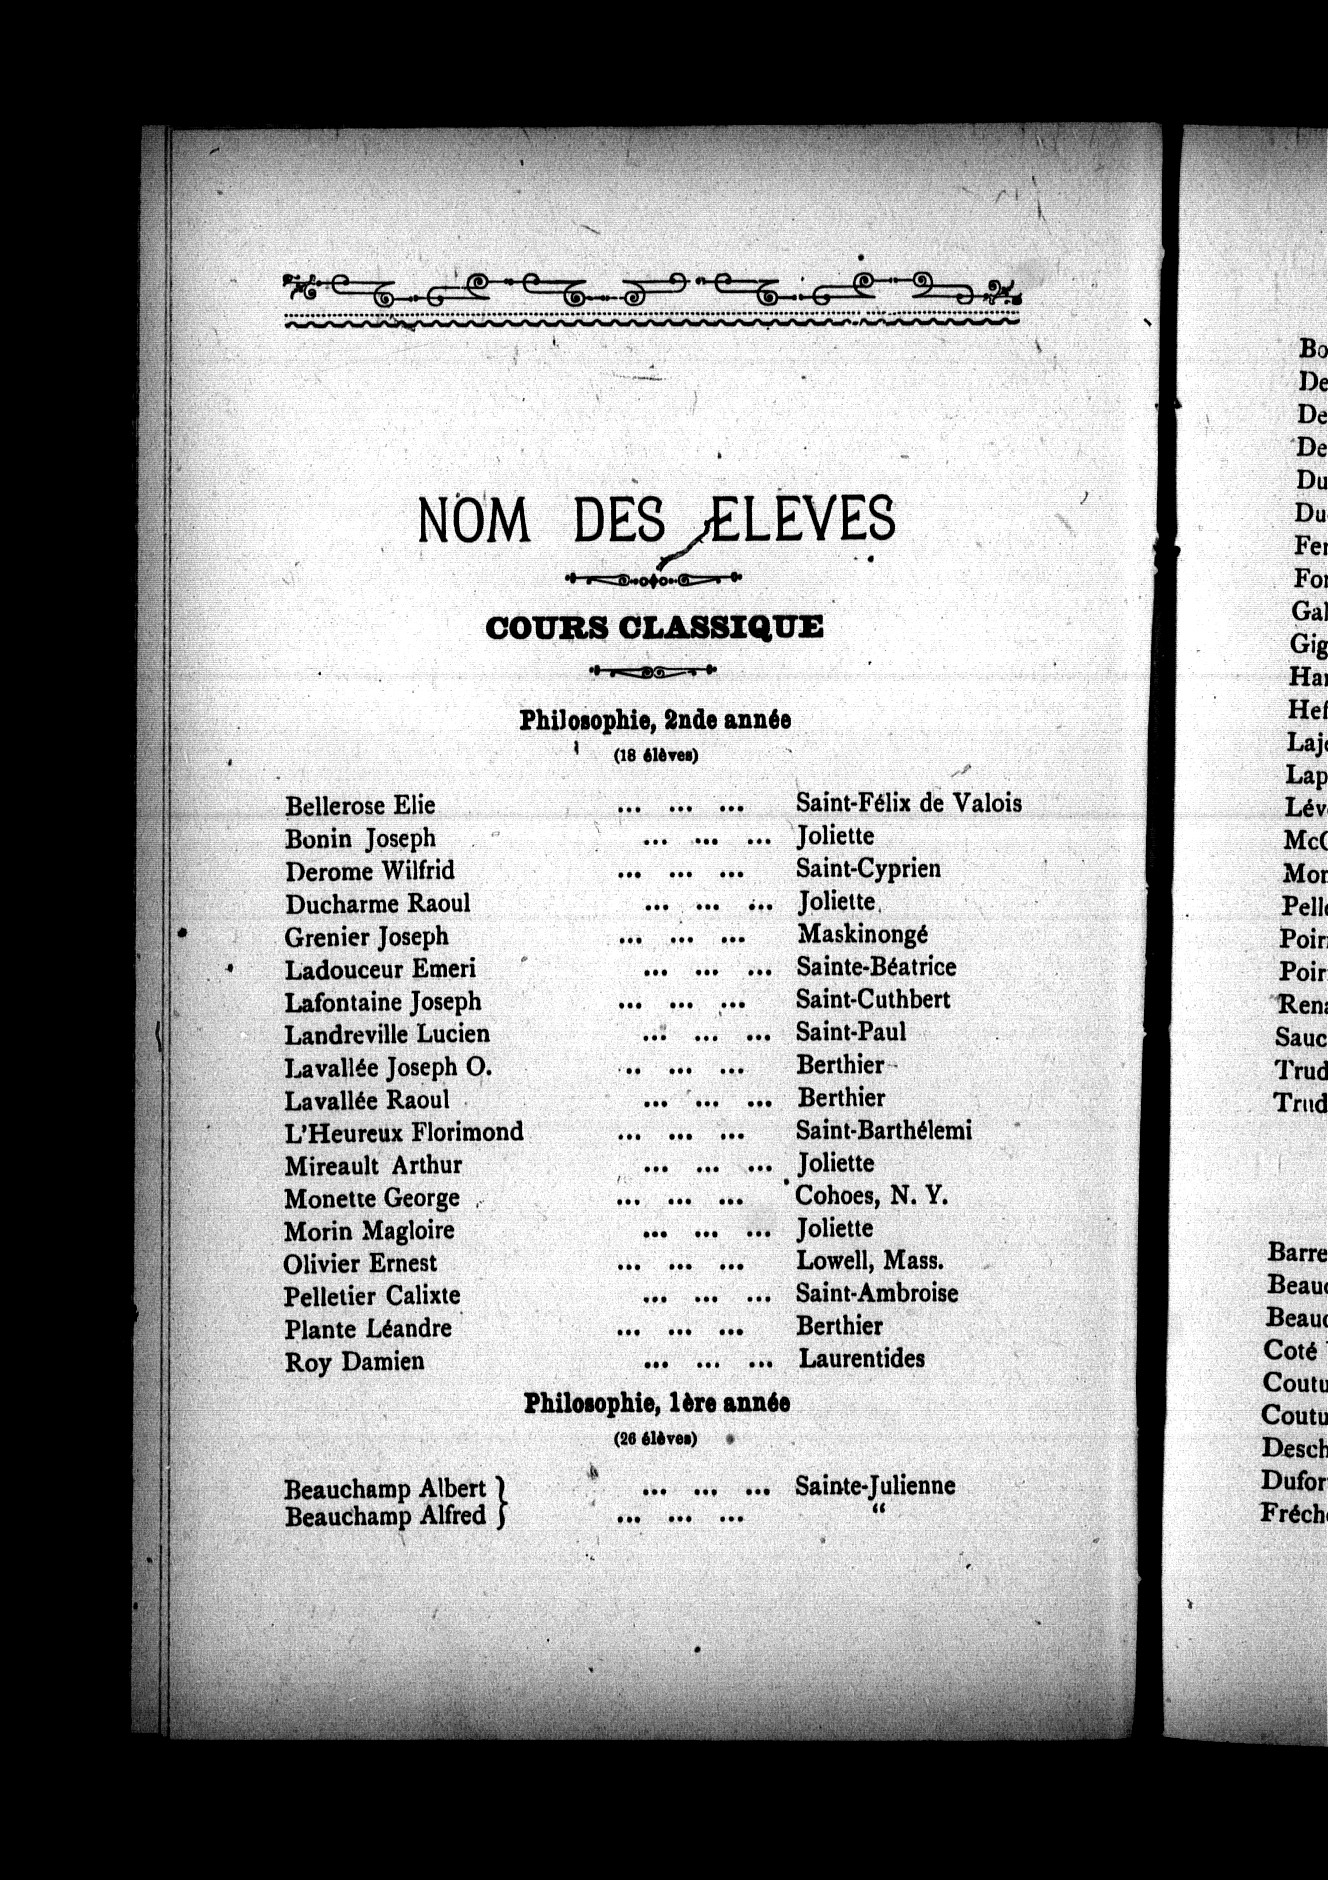 NOM DES ELEVES
COURS CLASSIQUE
Philosophie, 2nde année
(18 élèves)
Bellerose Elie ... ... ... Saint-Félix de Valois
Bonin Joseph ... ... ... Joliette
Derome Wilfrid ... ... ... Saint-Cyprien
Ducharme Raoul ... ... ... Joliette
Grenier Joseph ... ... ... Maskinongé
Ladouceur Emeri ... ... ... Sainte-Béatrice
Lafontaine Joseph ... ... ... Saint-Cuthbert
Landreville Lucien ... ... ... Saint-Paul
Lavallée Joseph O. .. ... ... Berthier
Lavallée Raoul ... ... ... Berthier
L'Heureux Florimond ... ... ... Saint-Barthélemi
Mireault Arthur ... ... ... Joliette
Monette George ... ... ... Cohoes, N. Y.
Morin Magloire ... ... ... Joliette
Olivier Ernest ... ... ... Lowell, Mass.
Pelletier Calixte ... ... ... Saint-Ambroise
Plante Léandre ... ... ... Berthier
Roy Damien ... ... ... Laurentides
Philosophie, 1ère année
(26 élèves)
Beauchamp Albert } ... ... ... Sainte-Julienne
Beauchamp Alfred } ... ... ... “
Coté